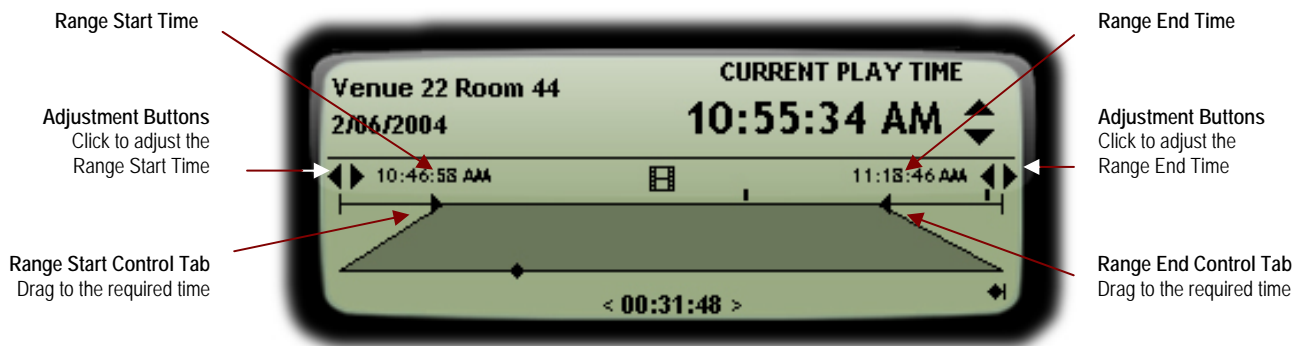 Range Start Time
Range End Time
Adjustment Buttons
Click to adjust the
Range Start Time
Venue 22 Room 44
2/06/2004
CURRENT PLAY TIME
10:55:34 AM
Adjustment Buttons
Click to adjust the
Range End Time
10:46:58 AM
11:18:46 AM
Range Start Control Tab
Drag to the required time
Range End Control Tab
Drag to the required time
< 00:31:48 >